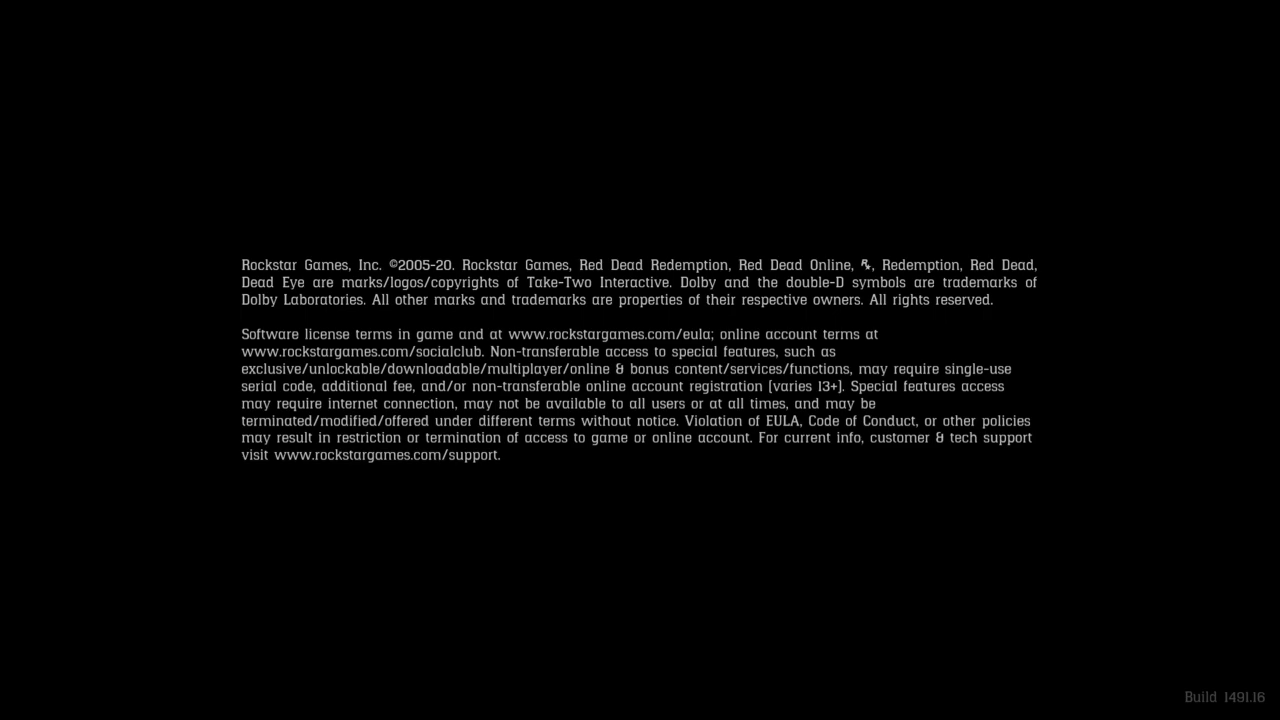 Rockstar Games, Inc. ©2005-20. Rockstar Games, Red Dead Redemption, Red Dead Online, , Redemption, Red Dead,
Dead Eye are marks/logos/copyrights of Take-Two Interactive. Dolby and the double-D symbols are trademarks of
Dolby Laboratories. All other marks and trademarks are properties of their respective owners. All rights reserved.
Software license terms in game and at www.rockstargames.com/eula; online account terms at
www.rockstargames.com/socialclub. Non-transferable access to special features, such as
exclusive/unlockable/downloadable/multiplayer/online & bonus content/services/functions, may require single-use
serial code, additional fee, and/or non-transferable online account registration (varies 13+). Special features access
may require internet connection, may not be available to all users or at all times, and may be
terminated/modified/offered under different terms without notice. Violation of EULA, Code of Conduct, or other policies
may result in restriction or termination of access to game or online account. For current info, customer & tech support
visit www.rockstargames.com/support.
Build 1491.16